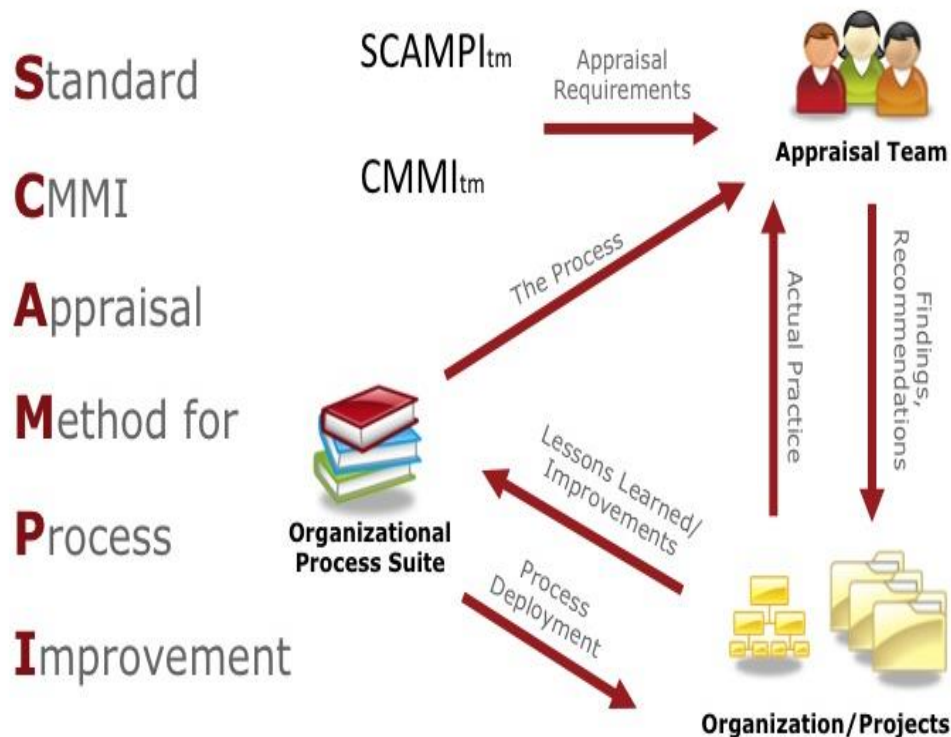 Standard
CMMI
Appraisal
Method for
Process
Improvement
SCAMPItm
CMMItm
Appraisal
Requirements
Appraisal Team
The Process
Actual Practice
Findings,
Recommendations
Organizational
Process Suite
Lessons Learned/
Improvements
Process
Deployment
Organization/Projects